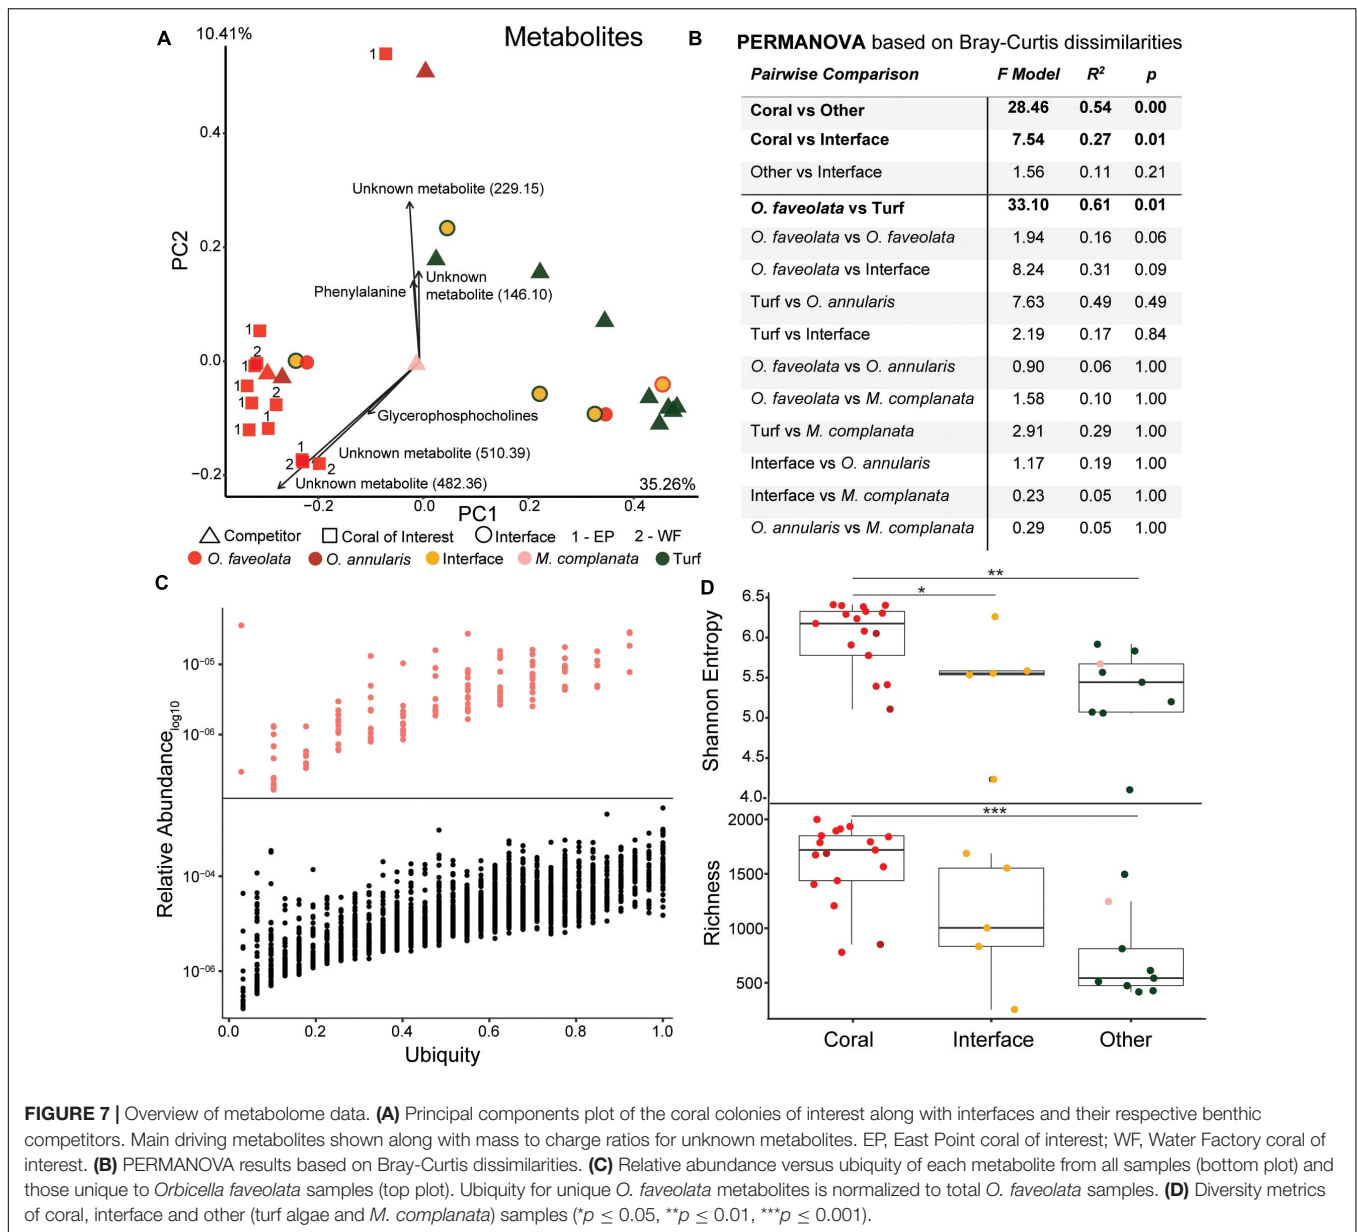 A
10.41%
Metabolites
0.4
0.2
0.0
−0.2
PC2
1
Unknown metabolite (229.15)
Unknown
metabolite (146.10)
Phenylalanine
1
2
1
1
2
1
1
1
Glycerophosphocholines
1
2
2
Unknown metabolite (510.39)
Unknown metabolite (482.36)
35.26%
−0.2
0.0
0.2
0.4
PC1
Competitor Coral of Interest Interface 1 - EP 2 - WF
O. faveolata O. annularis Interface M. complanata Turf
B
PERMANOVA based on Bray-Curtis dissimilarities
Pairwise Comparison F Model R2 p
Coral vs Other 28.46 0.54 0.00
Coral vs Interface 7.54 0.27 0.01
Other vs Interface 1.56 0.11 0.21
O. faveolata vs Turf 33.10 0.61 0.01
O. faveolata vs O. faveolata 1.94 0.16 0.06
O. faveolata vs Interface 8.24 0.31 0.09
Turf vs O. annularis 7.63 0.49 0.49
Turf vs Interface 2.19 0.17 0.84
O. faveolata vs O. annularis 0.90 0.06 1.00
O. faveolata vs M. complanata 1.58 0.10 1.00
Turf vs M. complanata 2.91 0.29 1.00
Interface vs O. annularis 1.17 0.19 1.00
Interface vs M. complanata 0.23 0.05 1.00
O. annularis vs M. complanata 0.29 0.05 1.00
C
Relative Abundancelog10
10−05
10−06
10−04
10−06
0.0 0.2 0.4 0.6 0.8 1.0
Ubiquity
D
**
*
6.5
6.0
5.5
5.0
4.5
4.0
Shannon Entropy
***
2000
1500
1000
500
Richness
Coral Interface Other
FIGURE 7 | Overview of metabolome data. (A) Principal components plot of the coral colonies of interest along with interfaces and their respective benthic
competitors. Main driving metabolites shown along with mass to charge ratios for unknown metabolites. EP, East Point coral of interest; WF, Water Factory coral of
interest. (B) PERMANOVA results based on Bray-Curtis dissimilarities. (C) Relative abundance versus ubiquity of each metabolite from all samples (bottom plot) and
those unique to Orbicella faveolata samples (top plot). Ubiquity for unique O. faveolata metabolites is normalized to total O. faveolata samples. (D) Diversity metrics
of coral, interface and other (turf algae and M. complanata) samples (*p ≤ 0.05, **p ≤ 0.01, ***p ≤ 0.001).